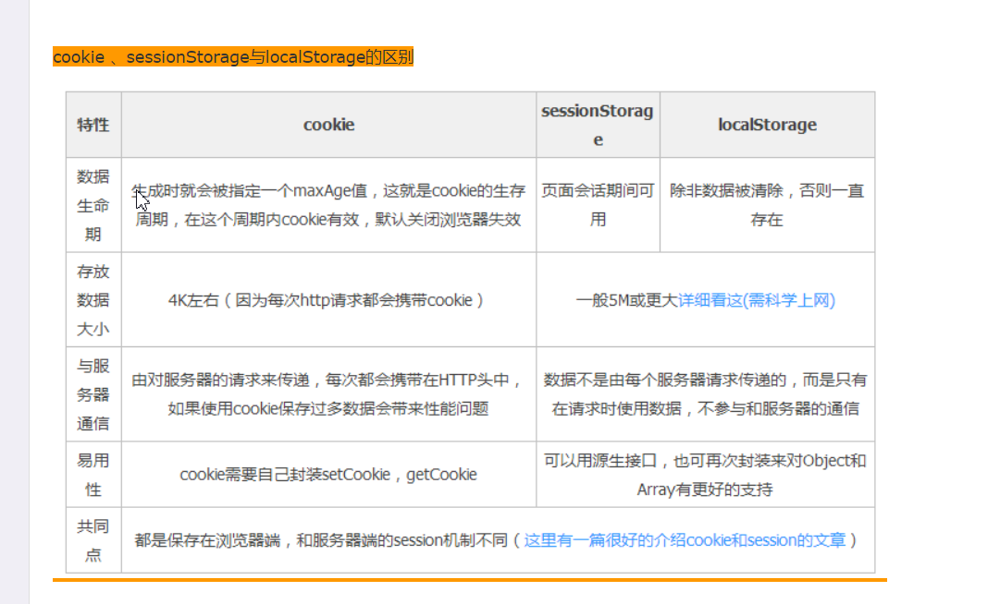 cookie 、sessionStorage与localStorage的区别
特性
cookie
sessionStorag
e
localStorage
数据
生命
期
生成时就会被指定一个maxAge值，这就是cookie的生存
周期，在这个周期内cookie有效，默认关闭浏览器失效
页面会话期间可
用
除非数据被清除，否则一直
存在
存放
数据
大小
4K左右（因为每次http请求都会携带cookie）
一般5M或更大详细看这(需科学上网)
与服
务器
通信
由对服务器的请求来传递，每次都会携带在HTTP头中，
如果使用cookie保存过多数据会带来性能问题
数据不是由每个服务器请求传递的，而是只有
在请求时使用数据，不参与和服务器的通信
易用
性
cookie需要自己封装setCookie，getCookie
可以用源生接口，也可再次封装来对Object和
Array有更好的支持
共同
点
都是保存在浏览器端，和服务器端的session机制不同（这里有一篇很好的介绍cookie和session的文章）